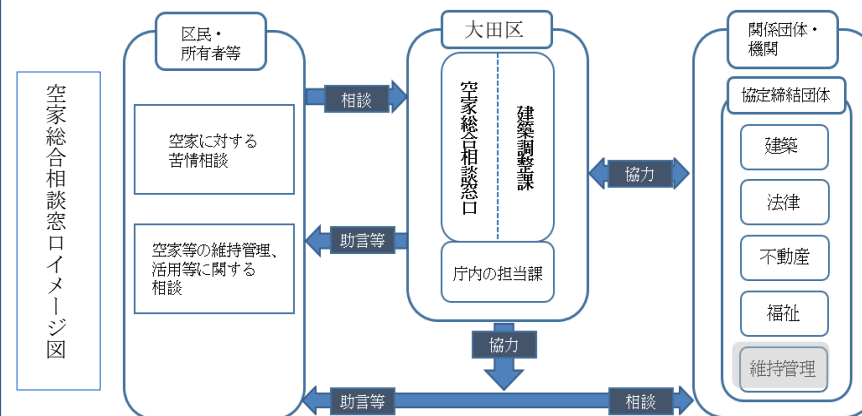 空家総合相談窓口イメージ図
区民・
所有者等
空家に対する
苦情相談
空家等の維持管理、
活用等に関する
相談
相談
助言等
大田区
空家総合相談窓口
建築調整課
庁内の担当課
協力
協力
助言等
相談
関係団体・
機関
協定締結団体
建築
法律
不動産
福祉
維持管理